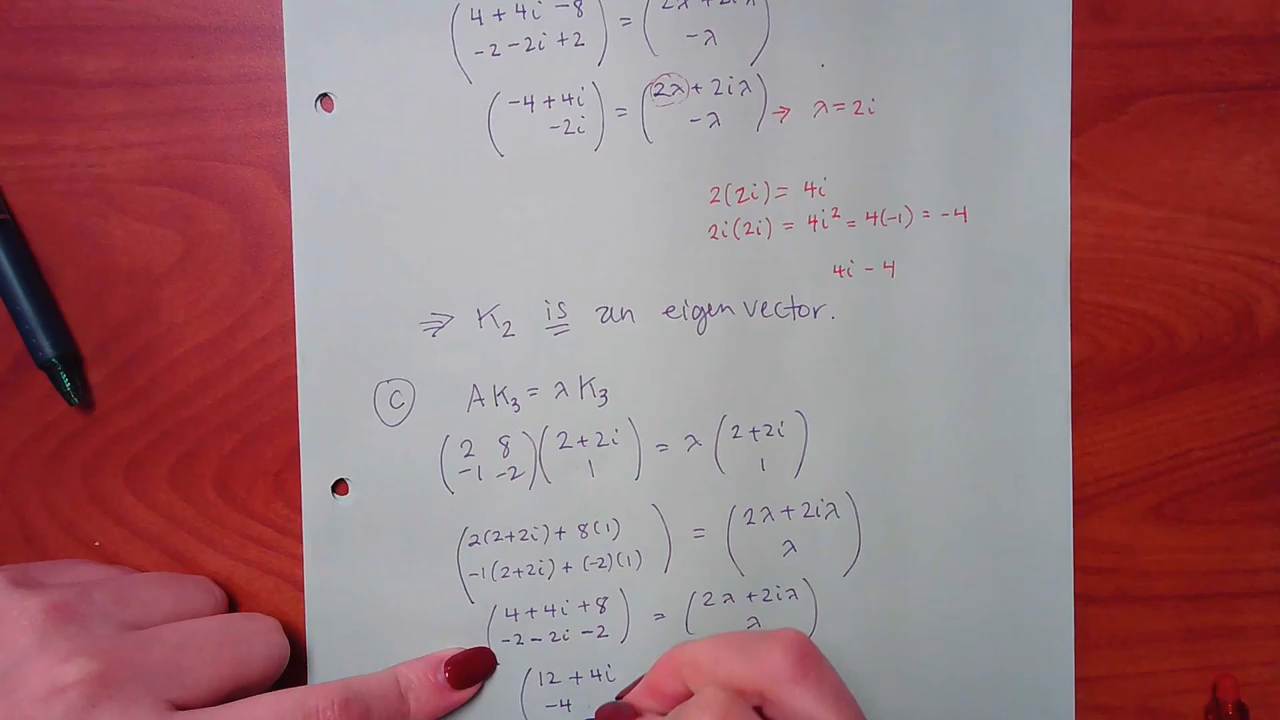 (4 + 4i - 8
-2 - 2i + 2) = (2λ + 2iλ
-λ)
(-4 + 4i
-2i) = (2λ + 2iλ
-λ) → λ = 2i
2(2i) = 4i
2i(2i) = 4i² = 4(-1) = -4
4i - 4
⇒ K₂ is an eigenvector.
C AK₃ = λK₃
(2 8
-1 -2)(2+2i
1) = λ(2+2i
1)
(2(2+2i) + 8(1)
-1(2+2i) + (-2)(1)) = (2λ + 2iλ
λ)
(4 + 4i + 8
-2 - 2i - 2) = (2λ + 2iλ
λ)
(12 + 4i
-4